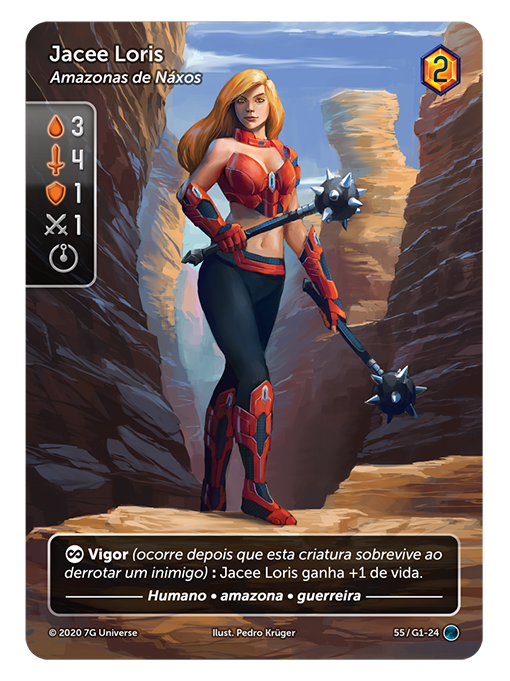 Jacee Loris
Amazonas de Náxos
2
3
4
1
1
Vigor (ocorre depois que esta criatura sobrevive ao
derrotar um inimigo) : Jacee Loris ganha +1 de vida.
Humano • amazona • guerreira
© 2020 7G Universe Ilust. Pedro Krüger 55/G1-24